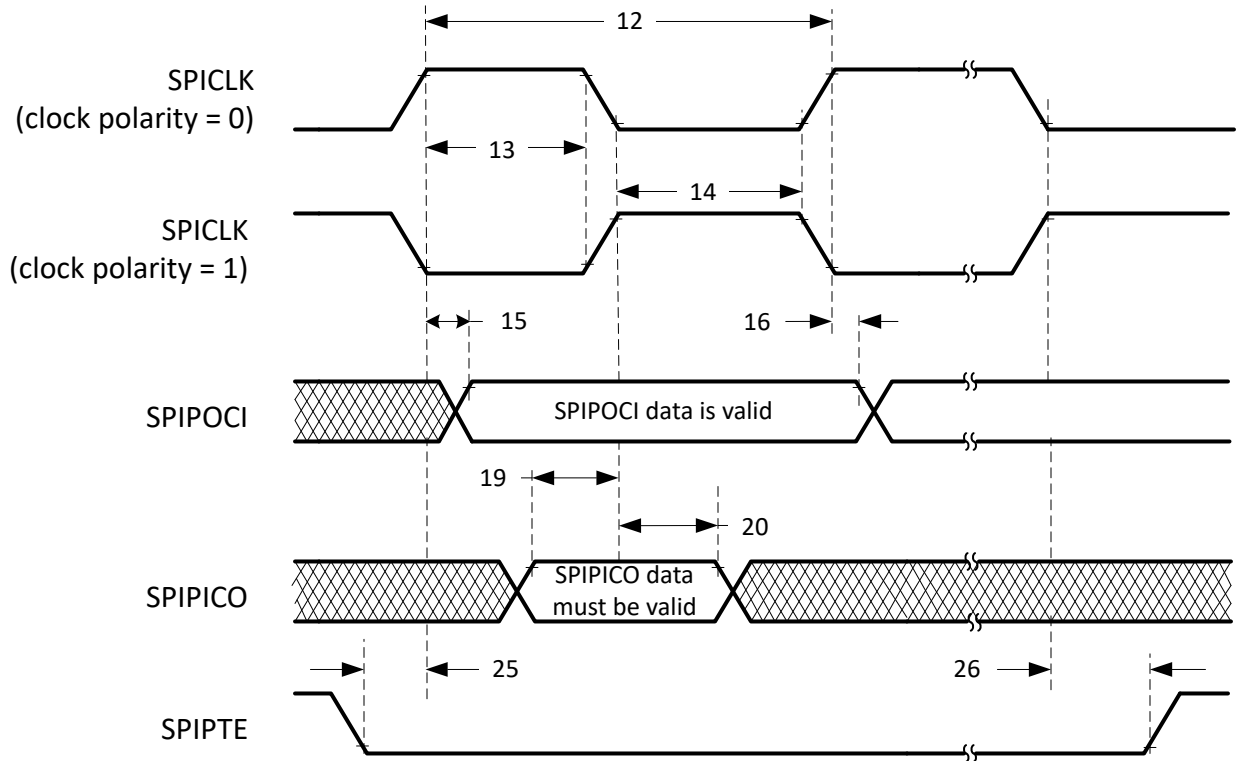 12
SPICLK
(clock polarity = 0)
13
14
SPICLK
(clock polarity = 1)
15
16
SPIPOCI
SPIPOCI data is valid
19
20
SPIPICO
SPIPICO data
must be valid
25
26
SPIPTE